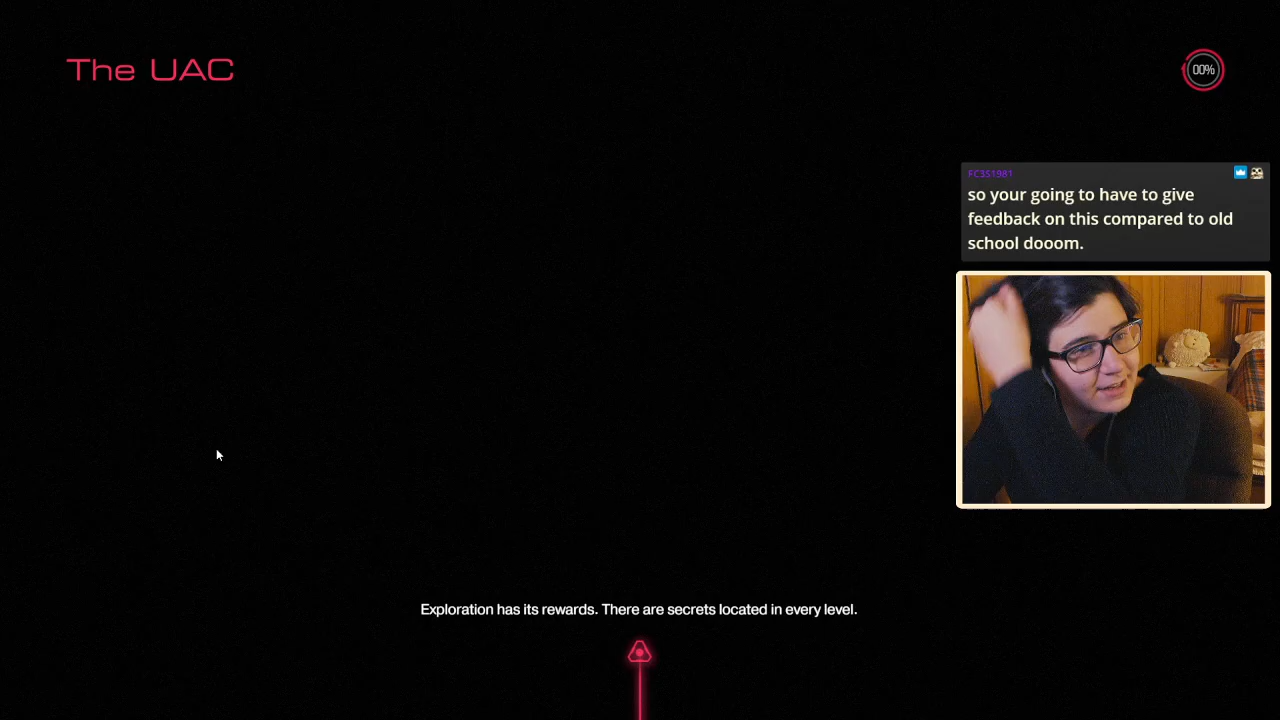 The UAC
00%
FC3S1981
so your going to have to give
feedback on this compared to old
school dooom.
Exploration has its rewards. There are secrets located in every level.